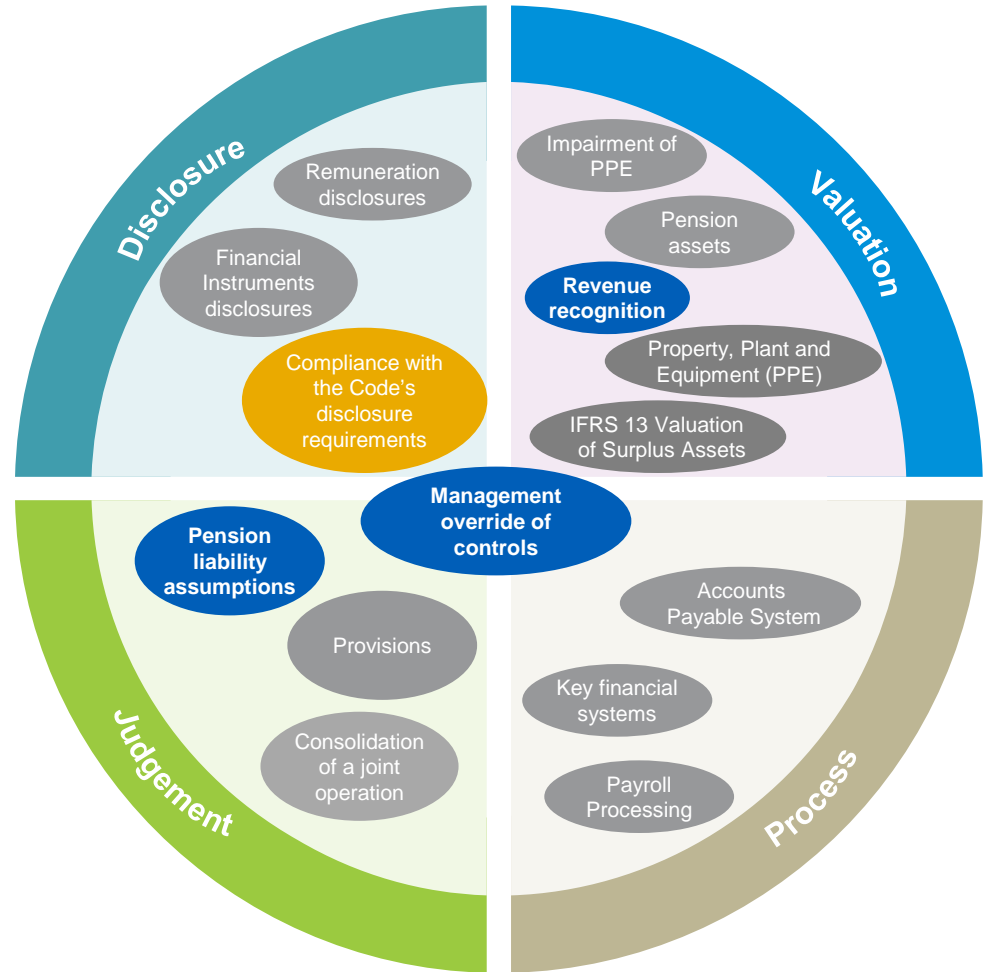 Disclosure
Remuneration
disclosures
Financial
Instruments
disclosures
Compliance with
the Code's
disclosure
requirements
Valuation
Impairment of
PPE
Pension
assets
Revenue
recognition
Property, Plant and
Equipment (PPE)
IFRS 13 Valuation
of Surplus Assets
Management
override of
controls
Judgement
Pension
liability
assumptions
Provisions
Consolidation
of a joint
operation
Process
Accounts
Payable System
Key financial
systems
Payroll
Processing